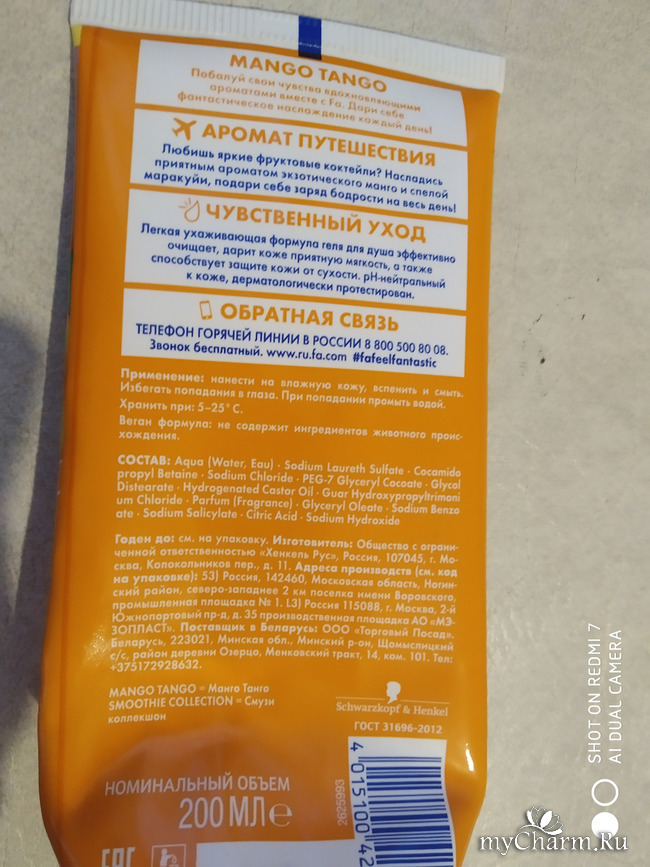 MANGO TANGO
Побалуй свои чувства вдохновляющими
ароматами вместе с Fa. Дари себе
фантастическое наслаждение каждый день!
АРОМАТ ПУТЕШЕСТВИЯ
Любишь яркие фруктовые коктейли? Насладись
приятным ароматом экзотического манго и спелой
маракуйи, подари себе заряд бодрости на весь день!
ЧУВСТВЕННЫЙ УХОД
Легкая ухаживающая формула геля для душа эффективно
очищает, дарит коже приятную мягкость, а также
способствует защите кожи от сухости. pH-нейтральный
к коже, дерматологически протестирован.
ОБРАТНАЯ СВЯЗЬ
ТЕЛЕФОН ГОРЯЧЕЙ ЛИНИИ В РОССИИ 8 800 500 80 08.
Звонок бесплатный. www.ru.fa.com #fafeelfantastic
Применение: нанести на влажную кожу, вспенить и смыть.
Избегать попадания в глаза. При попадании промыть водой.
Хранить при: 5–25°C.
Веган формула: не содержит ингредиентов животного проис-
хождения.
СОСТАВ: Aqua (Water, Eau) · Sodium Laureth Sulfate · Cocamido
propyl Betaine · Sodium Chloride · PEG-7 Glyceryl Cocoate · Glycol
Distearate · Hydrogenated Castor Oil · Guar Hydroxypropyltrimoni
um Chloride · Parfum (Fragrance) · Glyceryl Oleate · Sodium Benzo
ate · Sodium Salicylate · Citric Acid · Sodium Hydroxide
Годен до: см. на упаковку. Изготовитель: Общество с ограни-
ченной ответственностью «Хенкель Рус», Россия, 107045, г. Мо-
сква, Колокольников пер., д. 11. Адреса производств (см. код
на упаковке): 53) Россия, 142460, Московская область, Ногин-
ский район, северо-западнее 2 км поселка имени Воровского,
промышленная площадка № 1. L3) Россия 115088, г. Москва, 2-й
Южнопортовый пр-д, д. 35 производственная площадка АО «МЭ-
ЗОПЛАСТ». Поставщик в Беларусь: ООО «Торговый Посад».
Беларусь, 223021, Минская обл., Минский р-он, Щомыслицкий
с/с, район деревни Озерцо, Менковский тракт, 14, ком. 101. Тел:
+375172928632.
MANGO TANGO = Манго Танго
SMOOTHIE COLLECTION = Смузи
коллекшон
Schwarzkopf & Henkel
ГОСТ 31696-2012
НОМИНАЛЬНЫЙ ОБЪЕМ
200 МЛ e
2625993
4 015100 42
EAC
SHOT ON REDMI 7
AI DUAL CAMERA
myCharm.Ru